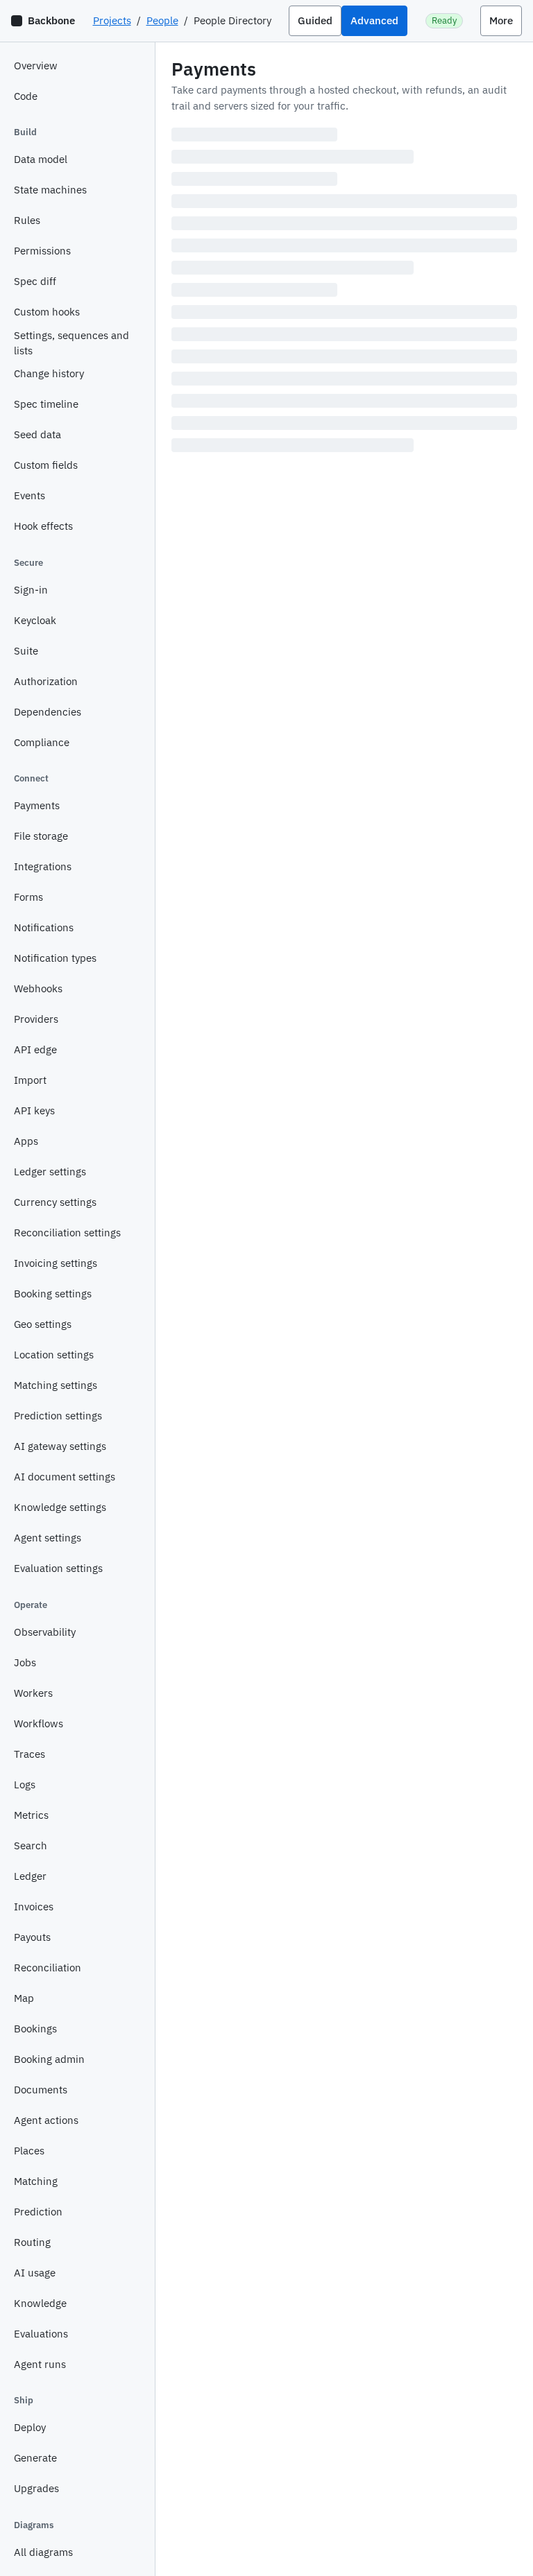 Backbone
Projects / People / People Directory
Guided
Advanced
Ready
More
Overview
Code
Build
Data model
State machines
Rules
Permissions
Spec diff
Custom hooks
Settings, sequences and
lists
Change history
Spec timeline
Seed data
Custom fields
Events
Hook effects
Secure
Sign-in
Keycloak
Suite
Authorization
Dependencies
Compliance
Connect
Payments
File storage
Integrations
Forms
Notifications
Notification types
Webhooks
Providers
API edge
Import
API keys
Apps
Ledger settings
Currency settings
Reconciliation settings
Invoicing settings
Booking settings
Geo settings
Location settings
Matching settings
Prediction settings
AI gateway settings
AI document settings
Knowledge settings
Agent settings
Evaluation settings
Operate
Observability
Jobs
Workers
Workflows
Traces
Logs
Metrics
Search
Ledger
Invoices
Payouts
Reconciliation
Map
Bookings
Booking admin
Documents
Agent actions
Places
Matching
Prediction
Routing
AI usage
Knowledge
Evaluations
Agent runs
Ship
Deploy
Generate
Upgrades
Diagrams
All diagrams
Payments
Take card payments through a hosted checkout, with refunds, an audit
trail and servers sized for your traffic.